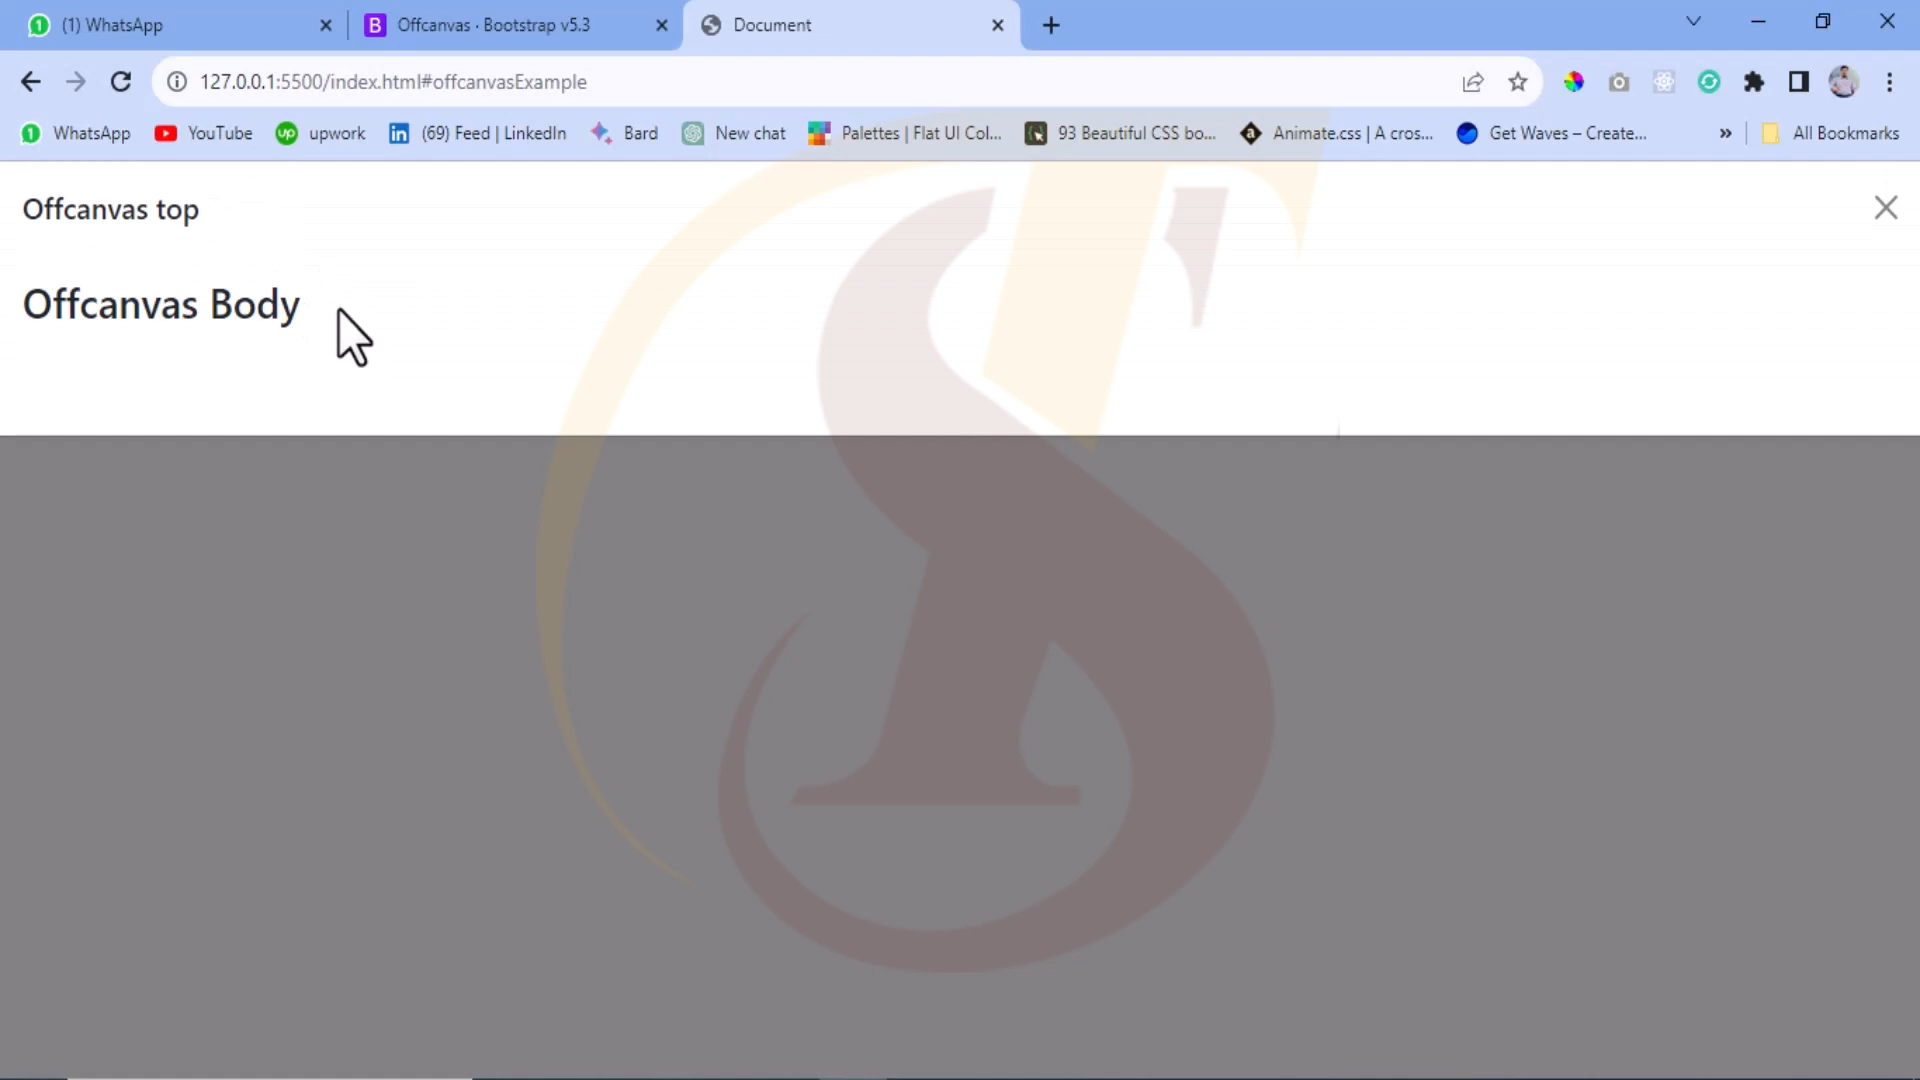 (1) WhatsApp
Offcanvas · Bootstrap v5.3
Document
127.0.0.1:5500/index.html#offcanvasExample
WhatsApp
YouTube
up upwork
in (69) Feed | LinkedIn
Bard
New chat
Palettes | Flat UI Col...
93 Beautiful CSS bo...
Animate.css | A cros...
Get Waves – Create...
»
All Bookmarks
Offcanvas top
Offcanvas Body